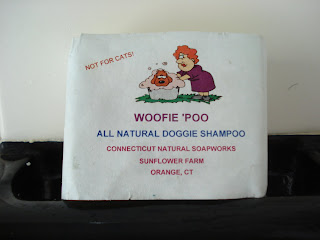 NOT FOR CATS!
WOOFIE 'POO
ALL NATURAL DOGGIE SHAMPOO
CONNECTICUT NATURAL SOAPWORKS
SUNFLOWER FARM
ORANGE, CT